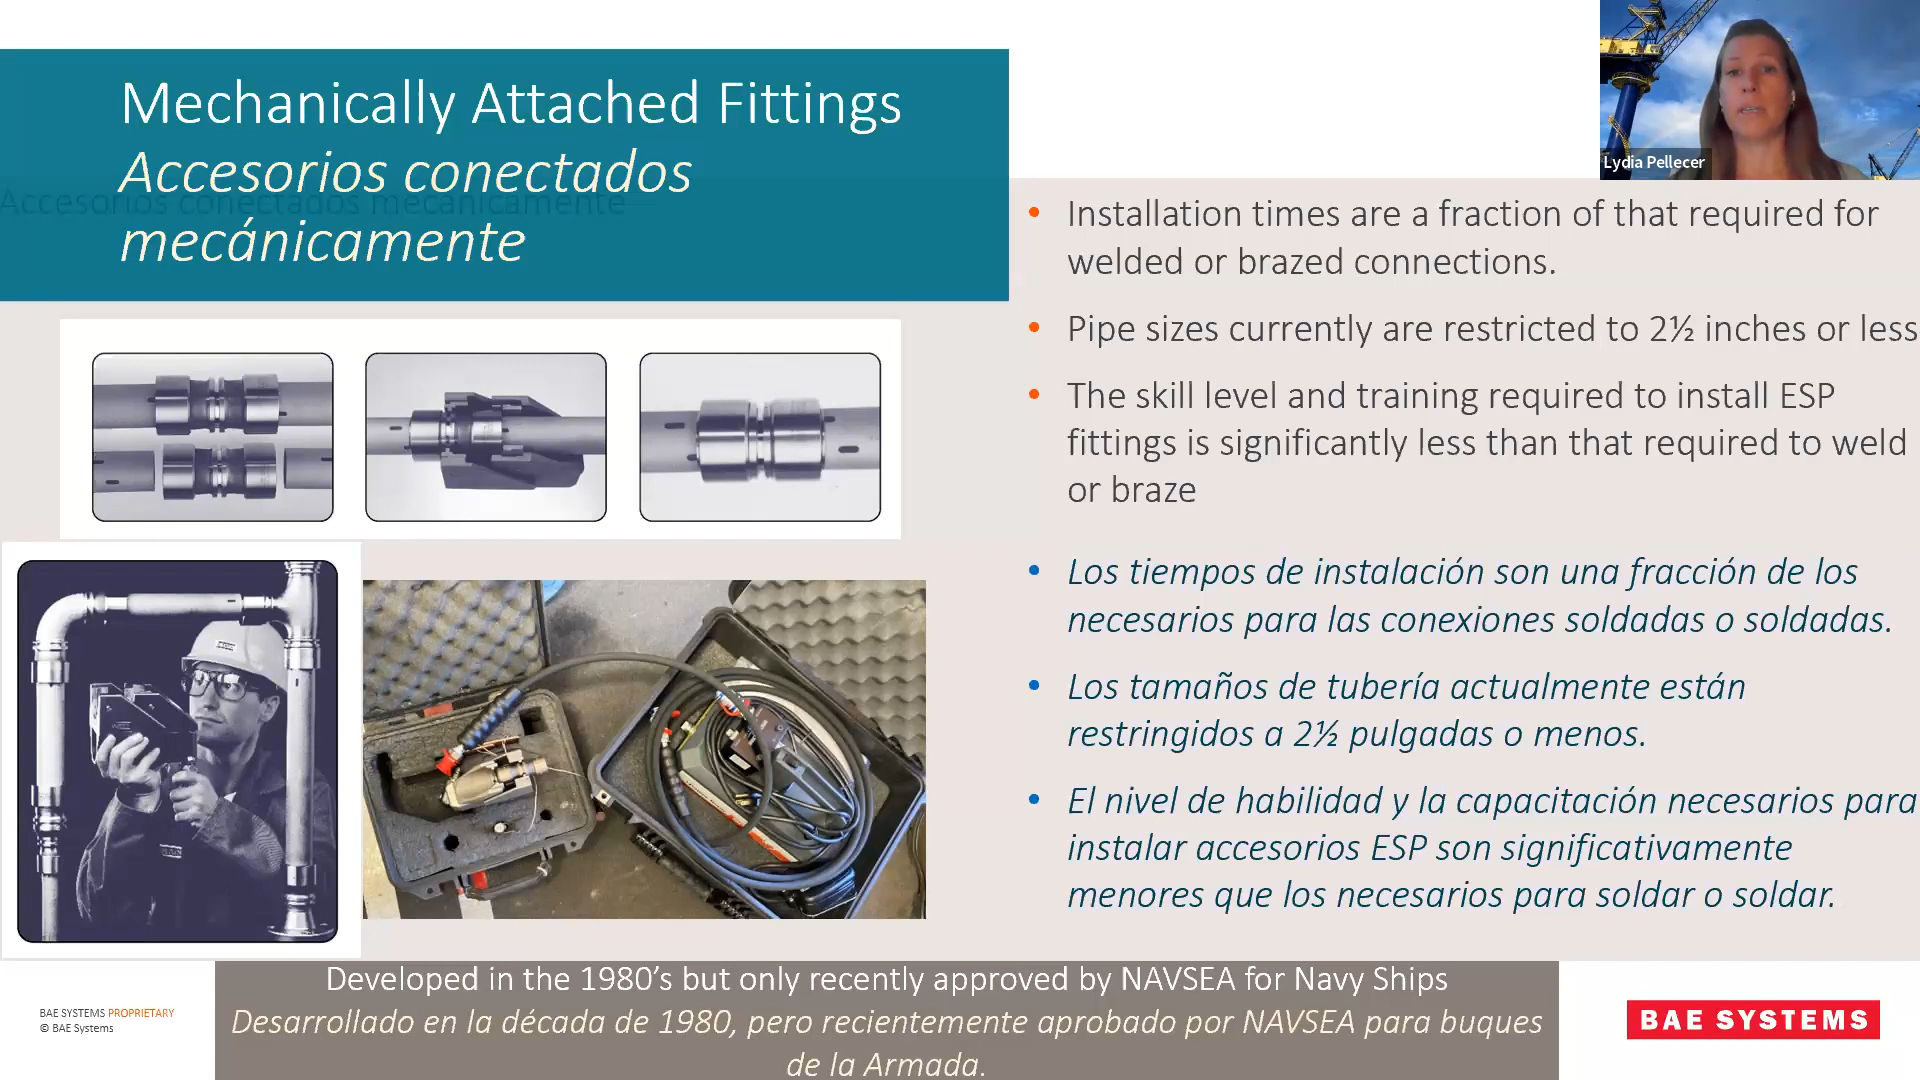 Mechanically Attached Fittings
Accesorios conectados
Accesorios conectados mecánicamente
mecánicamente
Lydia Pellecer
• Installation times are a fraction of that required for
welded or brazed connections.
• Pipe sizes currently are restricted to 2½ inches or less
• The skill level and training required to install ESP
fittings is significantly less than that required to weld
or braze
• Los tiempos de instalación son una fracción de los
necesarios para las conexiones soldadas o soldadas.
• Los tamaños de tubería actualmente están
restringidos a 2½ pulgadas o menos.
• El nivel de habilidad y la capacitación necesarios para
instalar accesorios ESP son significativamente
menores que los necesarios para soldar o soldar.
Developed in the 1980’s but only recently approved by NAVSEA for Navy Ships
Desarrollado en la década de 1980, pero recientemente aprobado por NAVSEA para buques
de la Armada.
BAE SYSTEMS PROPRIETARY
© BAE Systems
BAE SYSTEMS